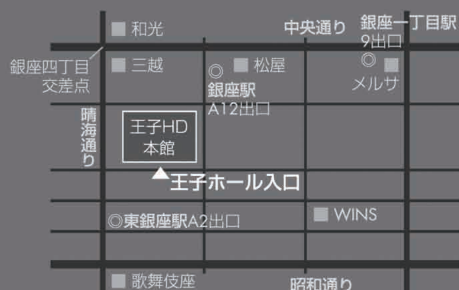 和光
中央通り
銀座一丁目駅
9出口
銀座四丁目
交差点
三越
松屋
メルサ
銀座駅
A12出口
晴海通り
王子HD
本館
王子ホール入口
東銀座駅A2出口
WINS
歌舞伎座
昭和通り